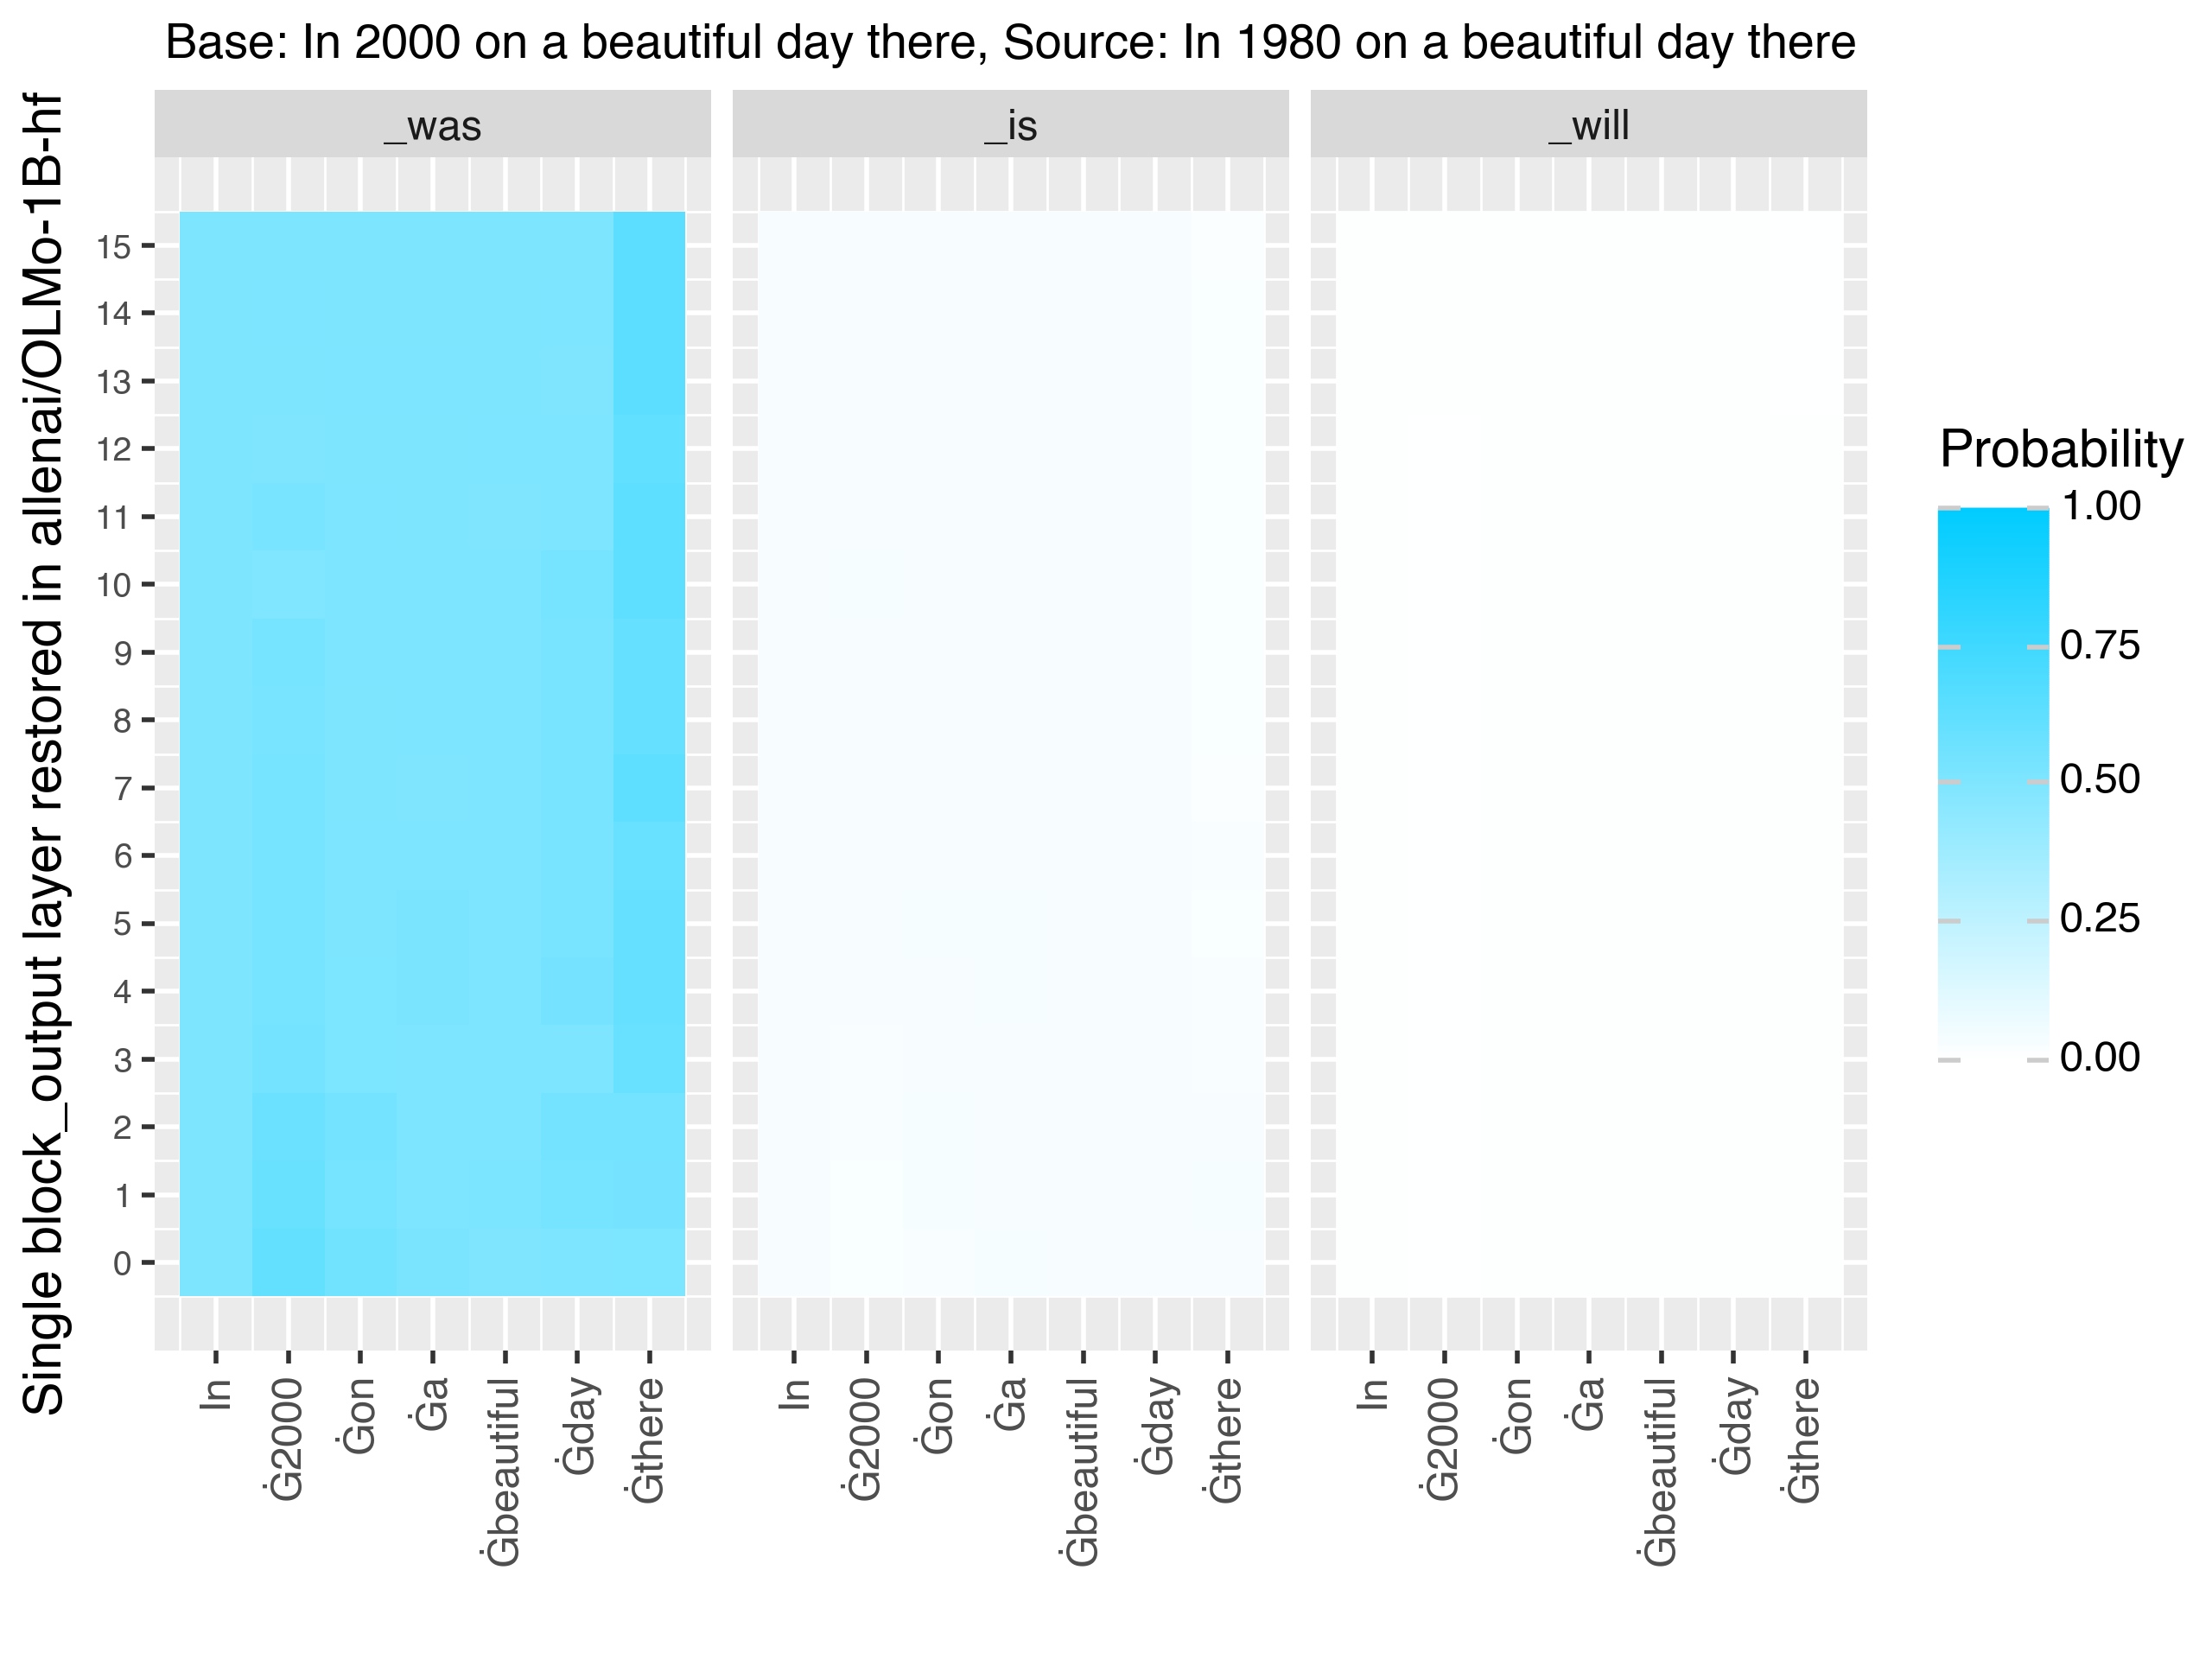 Base: In 2000 on a beautiful day there, Source: In 1980 on a beautiful day there
Single block_output layer restored in allenai/OLMo-1B-hf
_was
_is
_will
15
14
13
12
11
10
9
8
7
6
5
4
3
2
1
0
In
Ġ2000
Ġon
Ġa
Ġbeautiful
Ġday
Ġthere
In
Ġ2000
Ġon
Ġa
Ġbeautiful
Ġday
Ġthere
In
Ġ2000
Ġon
Ġa
Ġbeautiful
Ġday
Ġthere
Probability
1.00
0.75
0.50
0.25
0.00